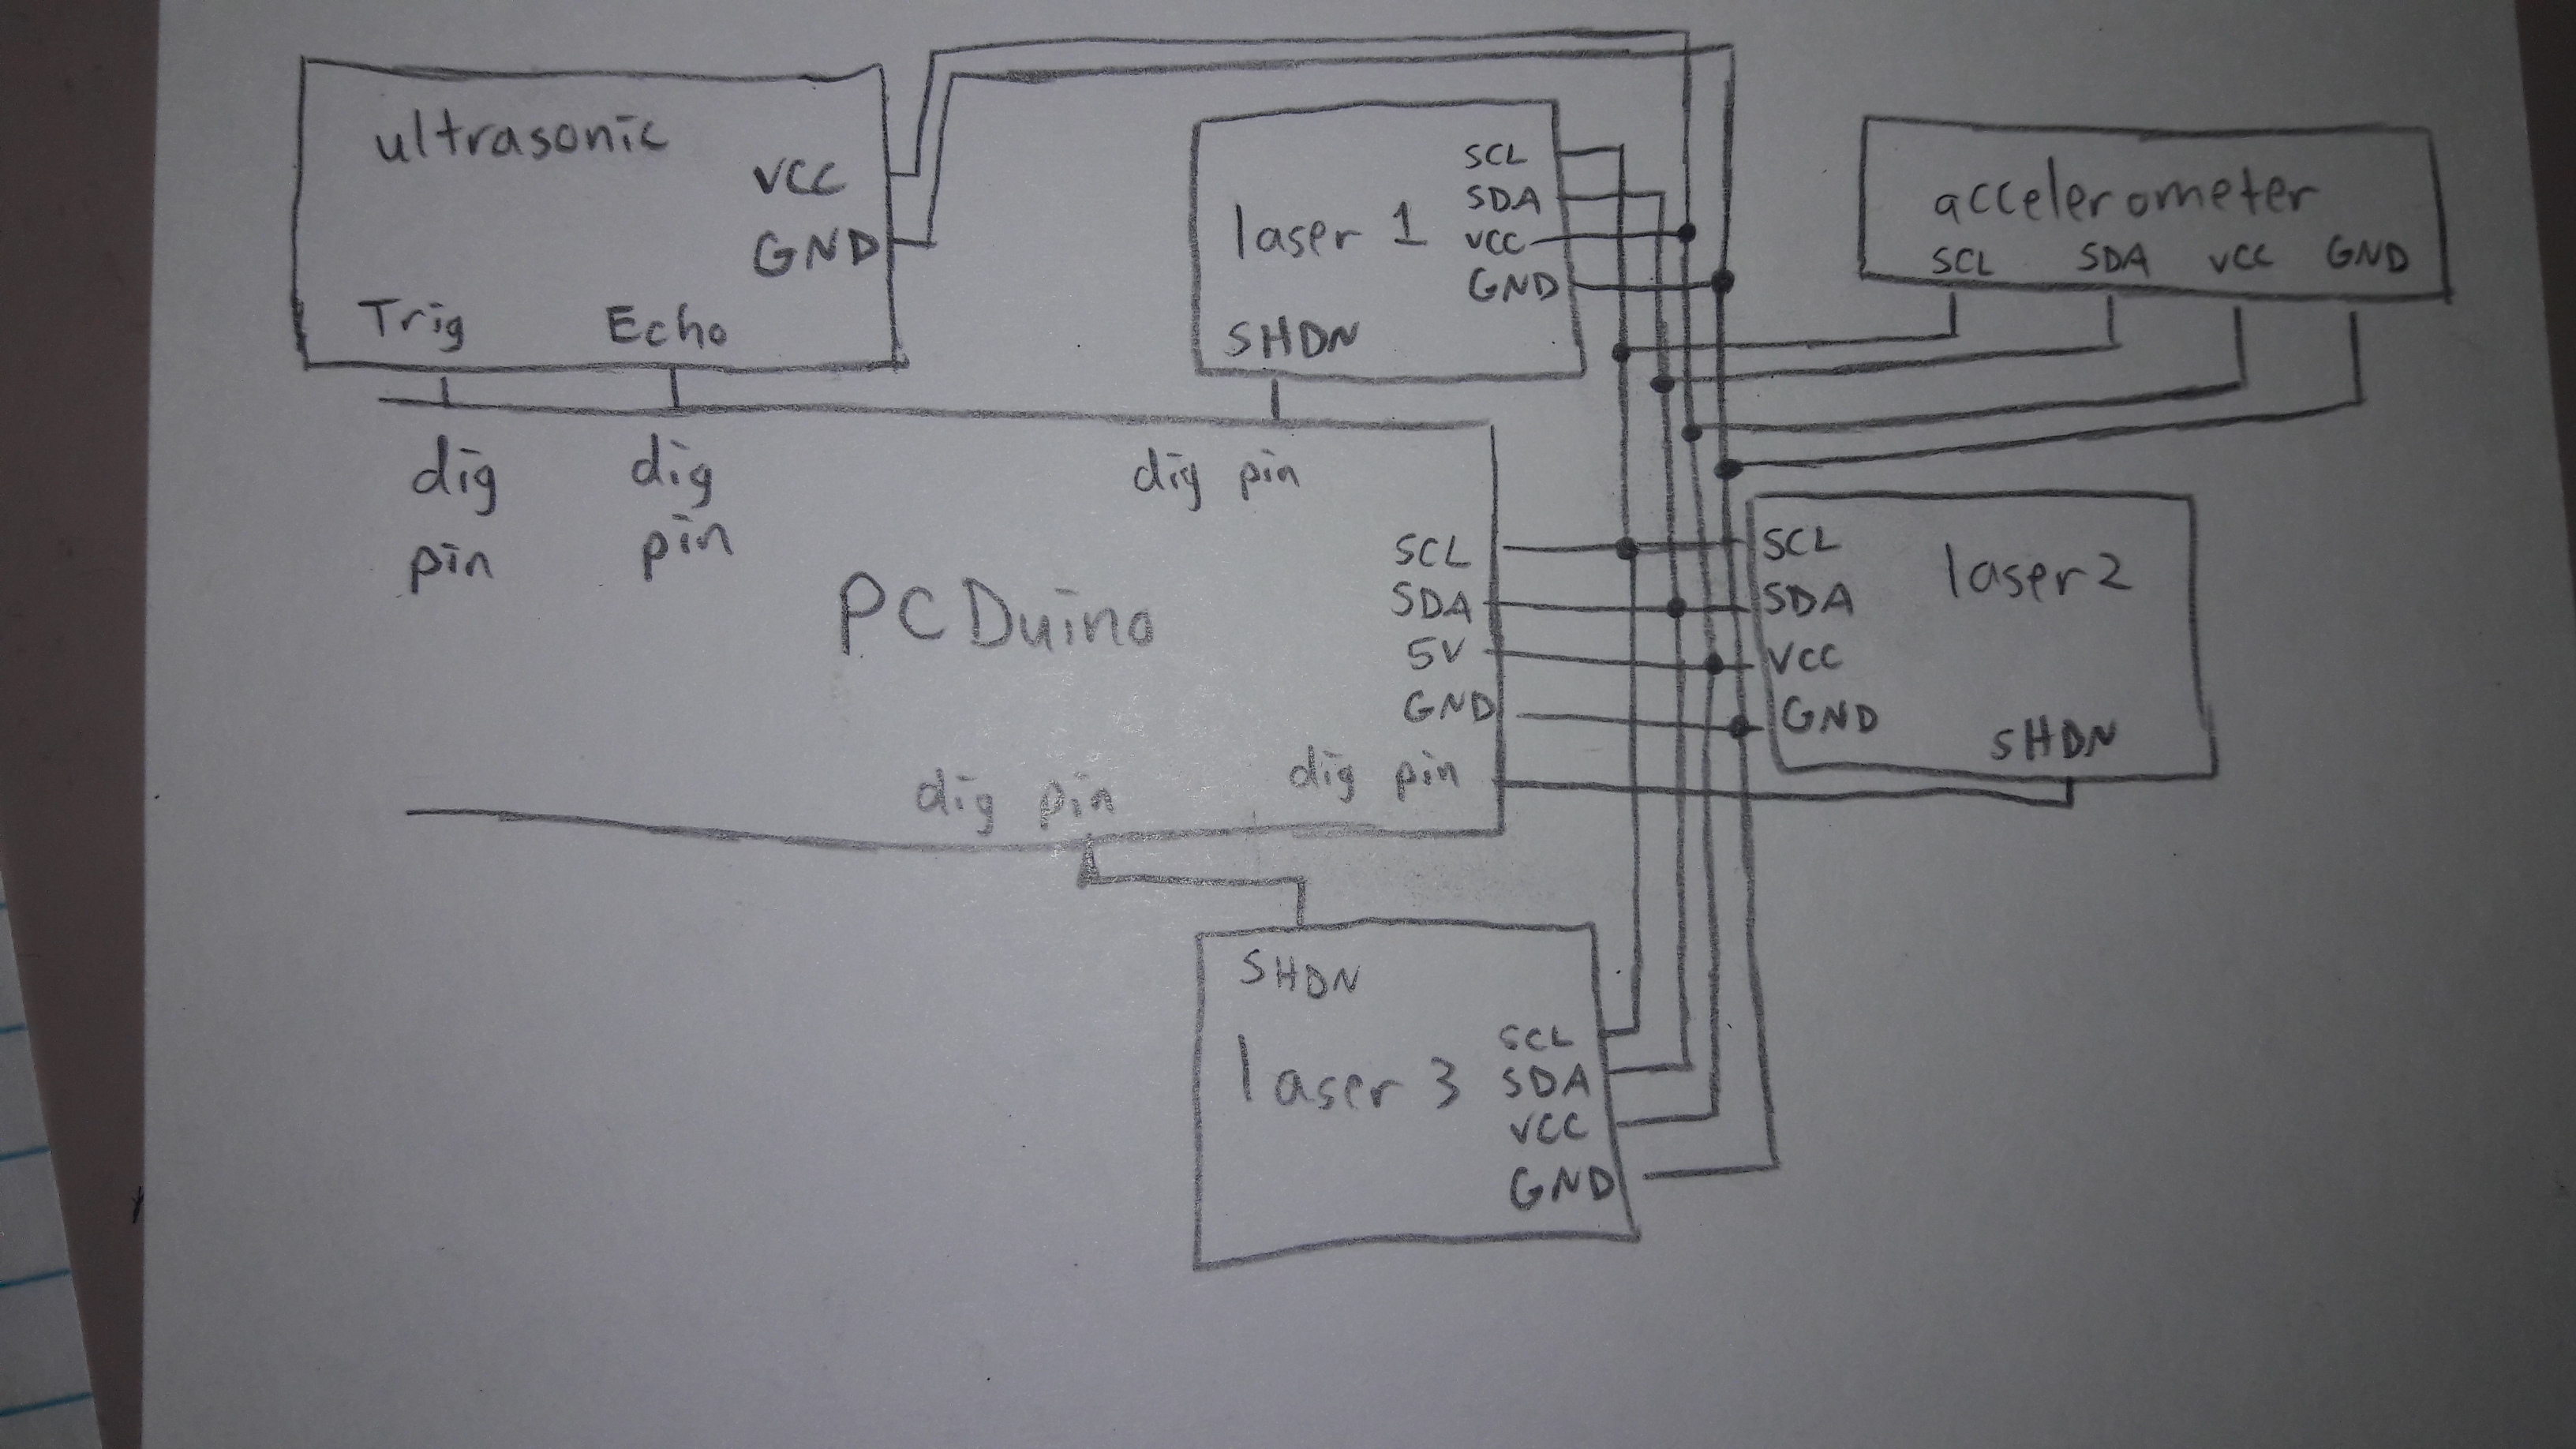 ultrasonic
VCC
GND
Trig Echo
SCL
SDA
laser 1
VCC
GND
SHDN
accelerometer
SCL SDA VCC GND
dig
pin
dig
pin
dig pin
PCDuino
SCL
SDA
5V
GND
dig pin
dig pin
SCL
SDA
VCC
GND
laser 2
SHDN
SHDN
laser 3
SCL
SDA
VCC
GND